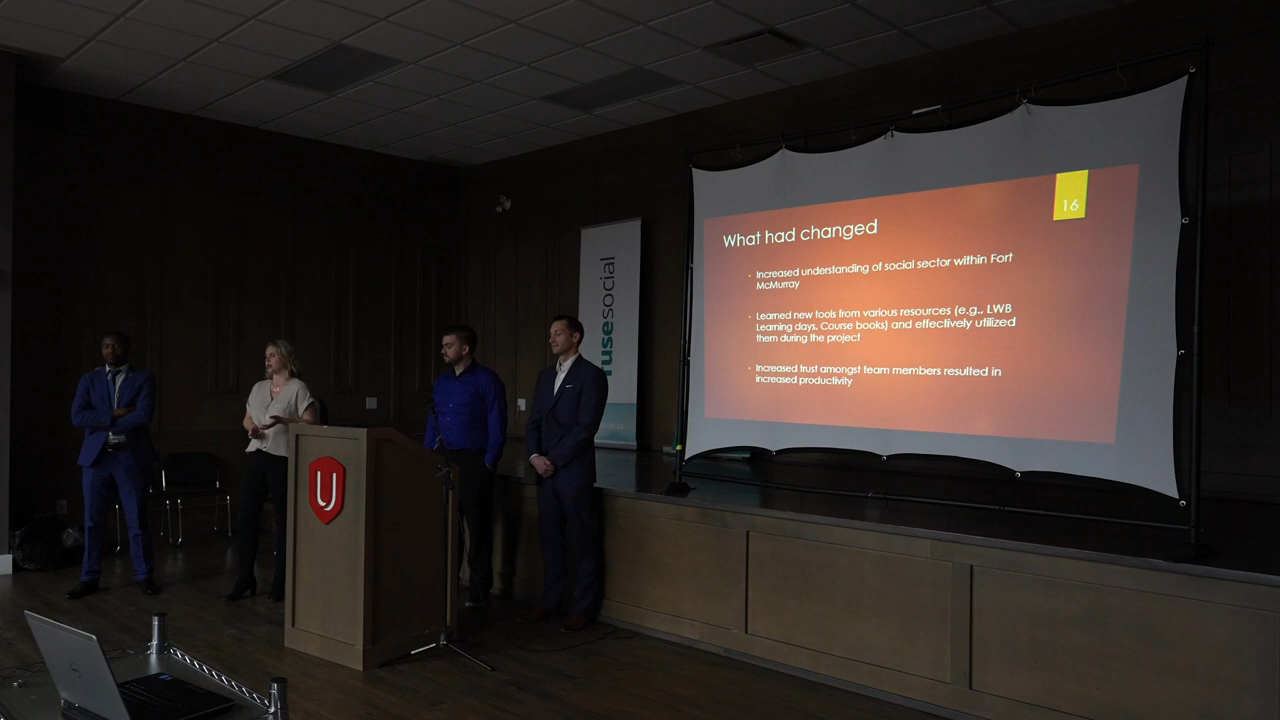 16
What had changed
Increased understanding of social sector within Fort
McMurray
Learned new tools from various resources (e.g., LWB
Learning days, Course books) and effectively utilized
them during the project
Increased trust amongst team members resulted in
increased productivity
fusesocial
U